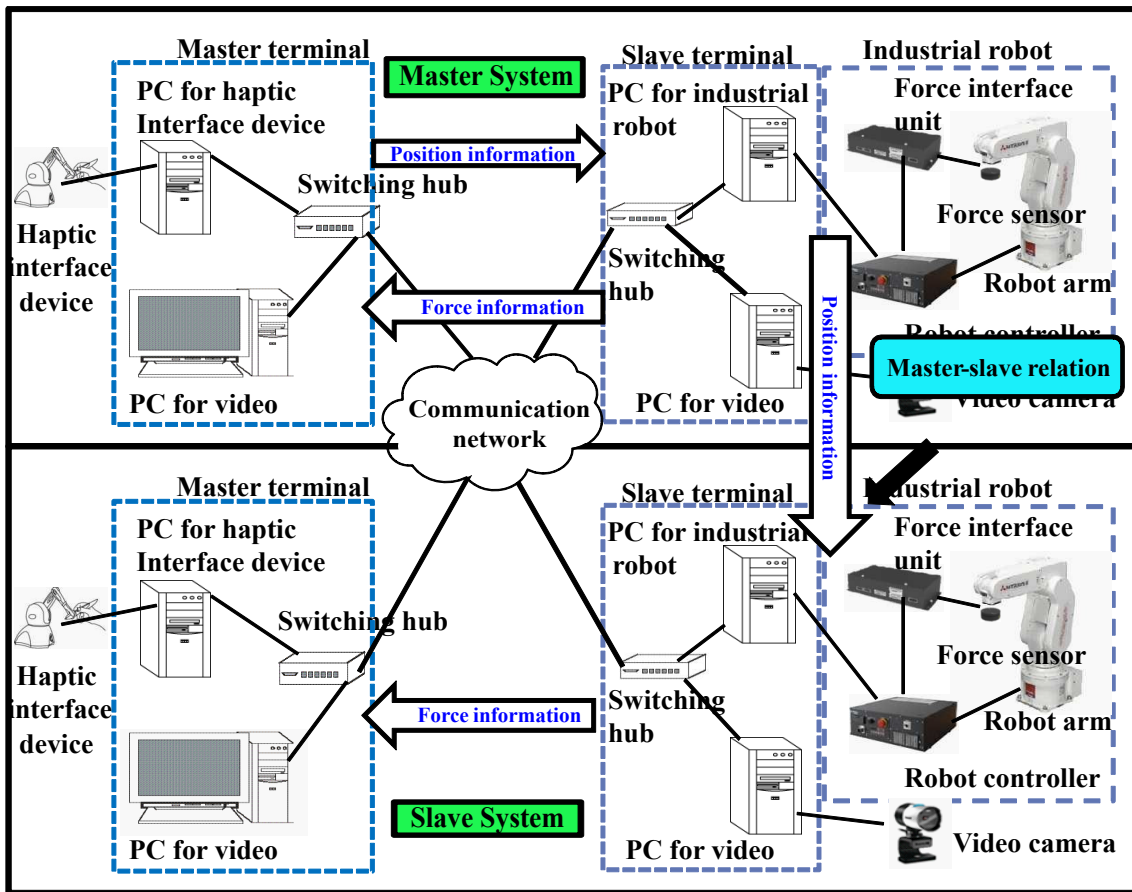 Master terminal
Master System
Slave terminal
Industrial robot
PC for haptic
Interface device
PC for industrial
robot
Force interface
unit
Position information
Switching hub
Haptic
interface
device
Force sensor
Switching
hub
Robot arm
Force information
Position information
Robot controller
Master-slave relation
PC for video
PC for video
Video camera
Communication
network
Master terminal
Slave terminal
Industrial robot
PC for haptic
Interface device
PC for industrial
robot
Force interface
unit
Switching hub
Haptic
interface
device
Force sensor
Switching
hub
Robot arm
Force information
Robot controller
Slave System
PC for video
PC for video
Video camera